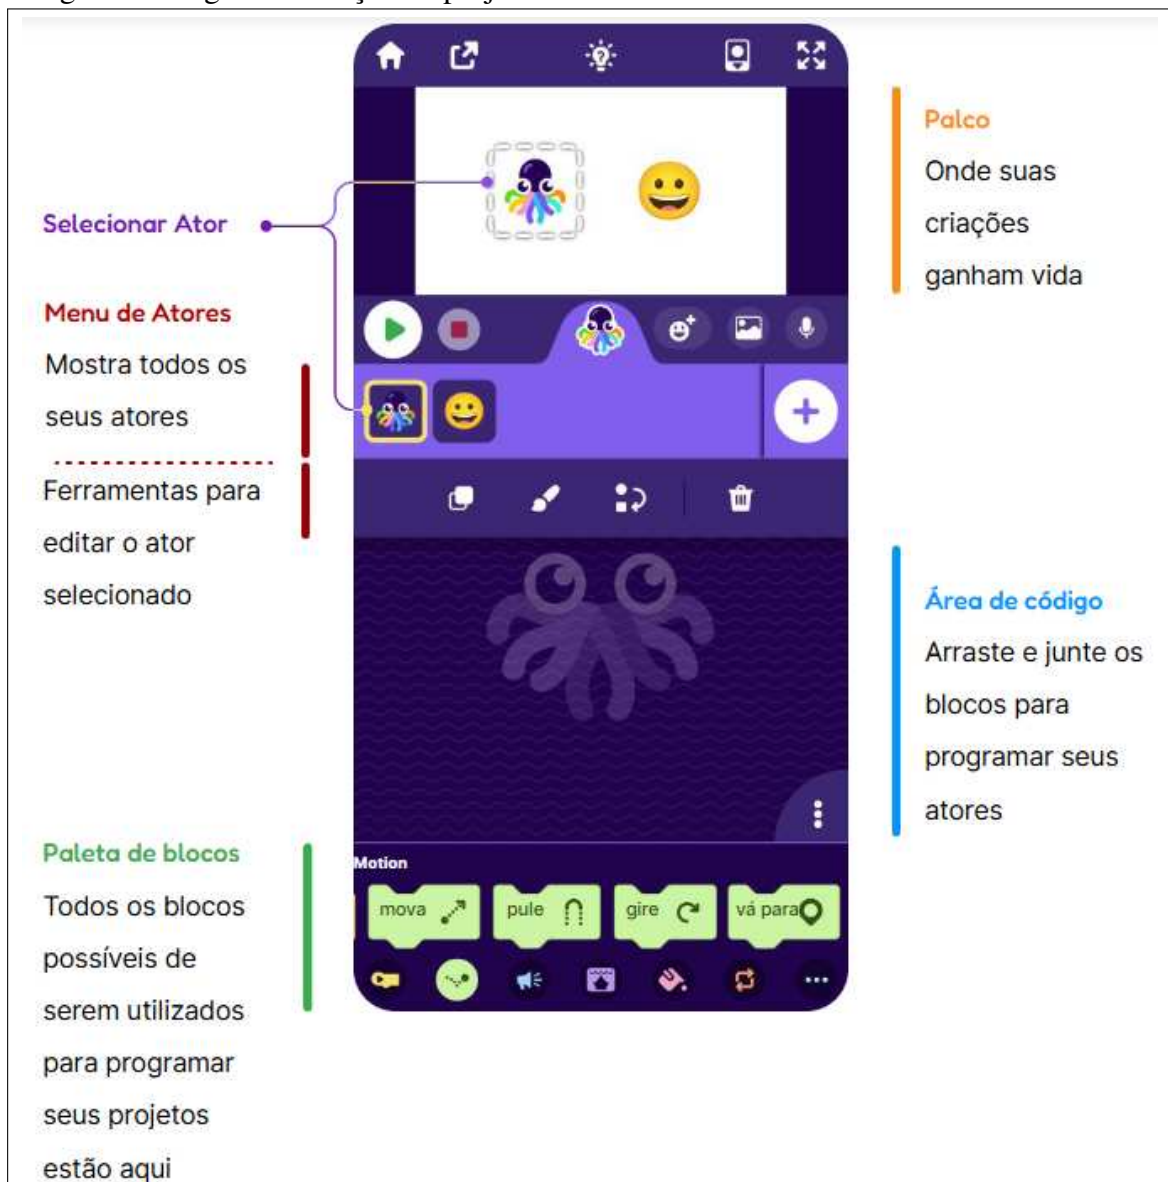 Selecionar Ator
Menu de Atores
Mostra todos os
seus atores
Ferramentas para
editar o ator
selecionado
Paleta de blocos
Todos os blocos
possíveis de
serem utilizados
para programar
seus projetos
estão aqui
Motion
mova
pule
gire
vá para
Palco
Onde suas
criações
ganham vida
Área de código
Arraste e junte os
blocos para
programar seus
atores